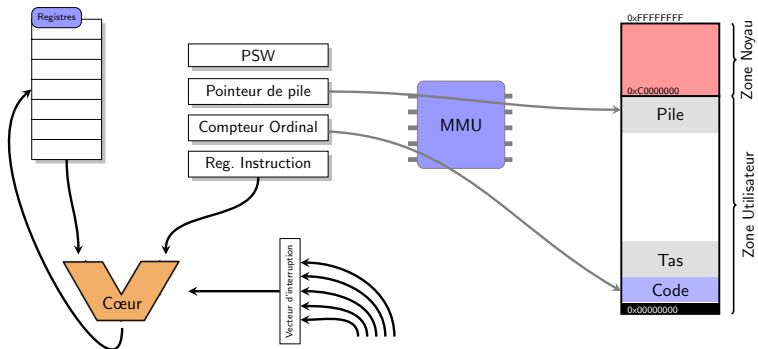 Registres
PSW
Pointeur de pile
Compteur Ordinal
Reg. Instruction
Cœur
Vecteur d'interruption
MMU
0xFFFFFFFF
0xC0000000
Pile
Tas
Code
0x00000000
Zone Noyau
Zone Utilisateur